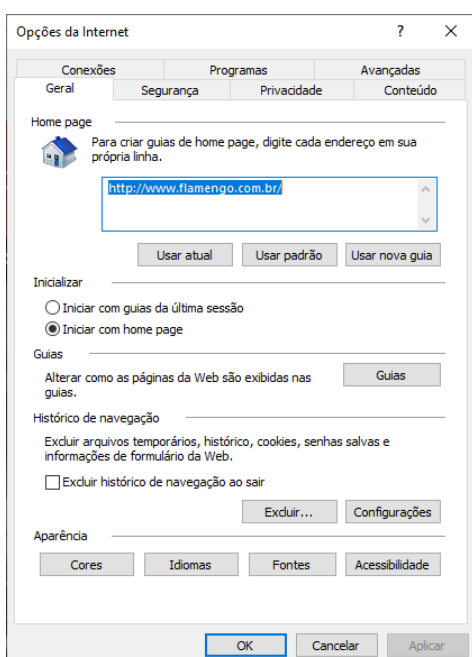 Opções da Internet ? ×
Conexões Programas Avançadas
Geral Segurança Privacidade Conteúdo
Home page
Para criar guias de home page, digite cada endereço em sua
própria linha.
http://www.flamengo.com.br/
Usar atual Usar padrão Usar nova guia
Inicializar
Iniciar com guias da última sessão
Iniciar com home page
Guias
Alterar como as páginas da Web são exibidas nas
guias.
Guias
Histórico de navegação
Excluir arquivos temporários, histórico, cookies, senhas salvas e
informações de formulário da Web.
Excluir histórico de navegação ao sair
Excluir... Configurações
Aparência
Cores Idiomas Fontes Acessibilidade
OK Cancelar Aplicar